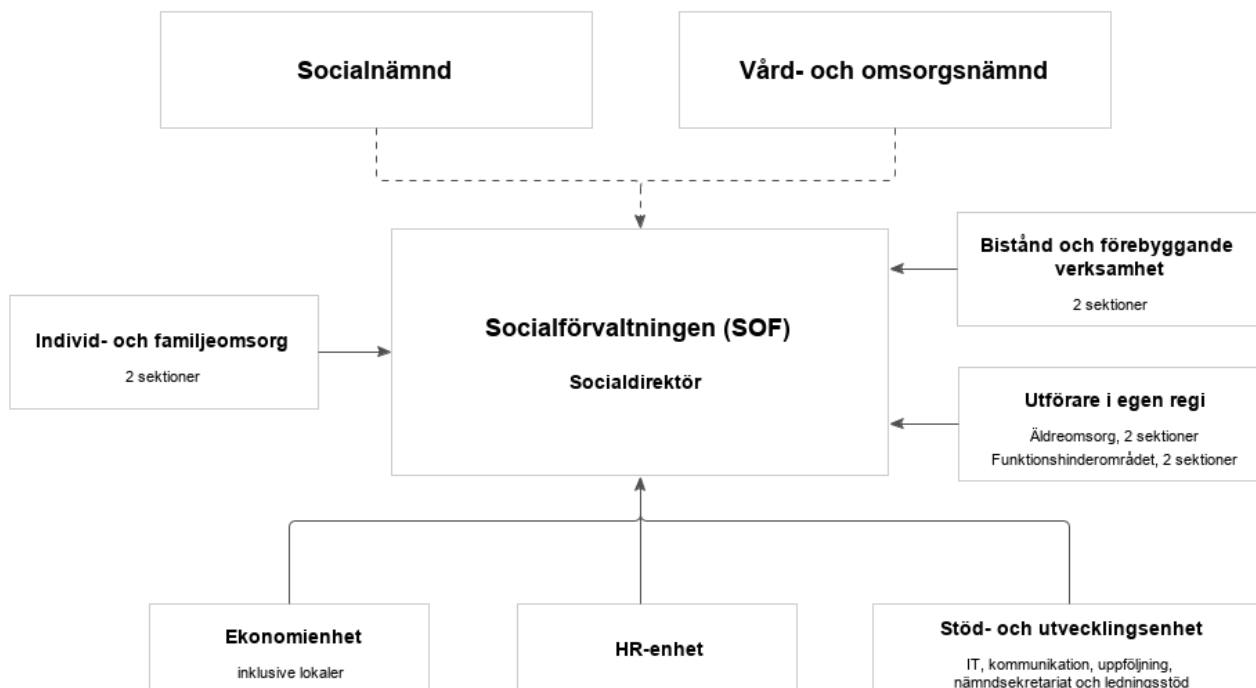 Socialnämnd
Vård- och omsorgsnämnd
Bistånd och förebyggande
verksamhet
2 sektioner
Individ- och familjeomsorg
2 sektioner
Socialförvaltningen (SOF)
Socialdirektör
Utförare i egen regi
Äldreomsorg, 2 sektioner
Funktionshinderområdet, 2 sektioner
Ekonomienhet
inklusive lokaler
HR-enhet
Stöd- och utvecklingsenhet
IT, kommunikation, uppföljning,
nämndsekretariat och ledningsstöd